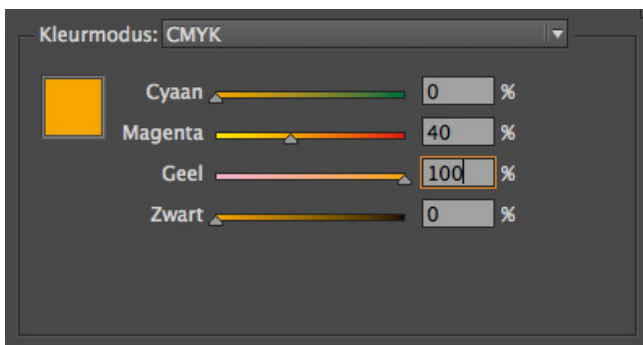 Kleurmodus: CMYK
Cyaan 0 %
Magenta 40 %
Geel 100 %
Zwart 0 %